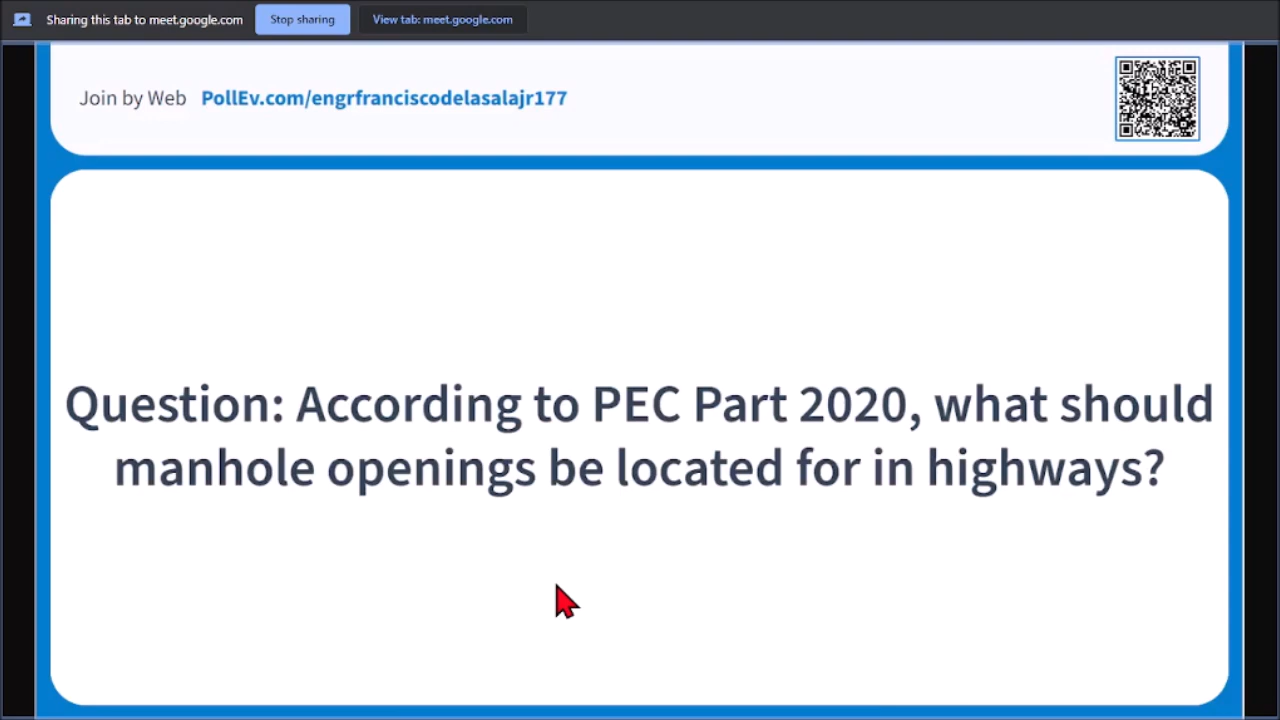 Sharing this tab to meet.google.com Stop sharing View tab: meet.google.com
Join by Web PollEv.com/engrfranciscodelasalajr177
Question: According to PEC Part 2020, what should
manhole openings be located for in highways?